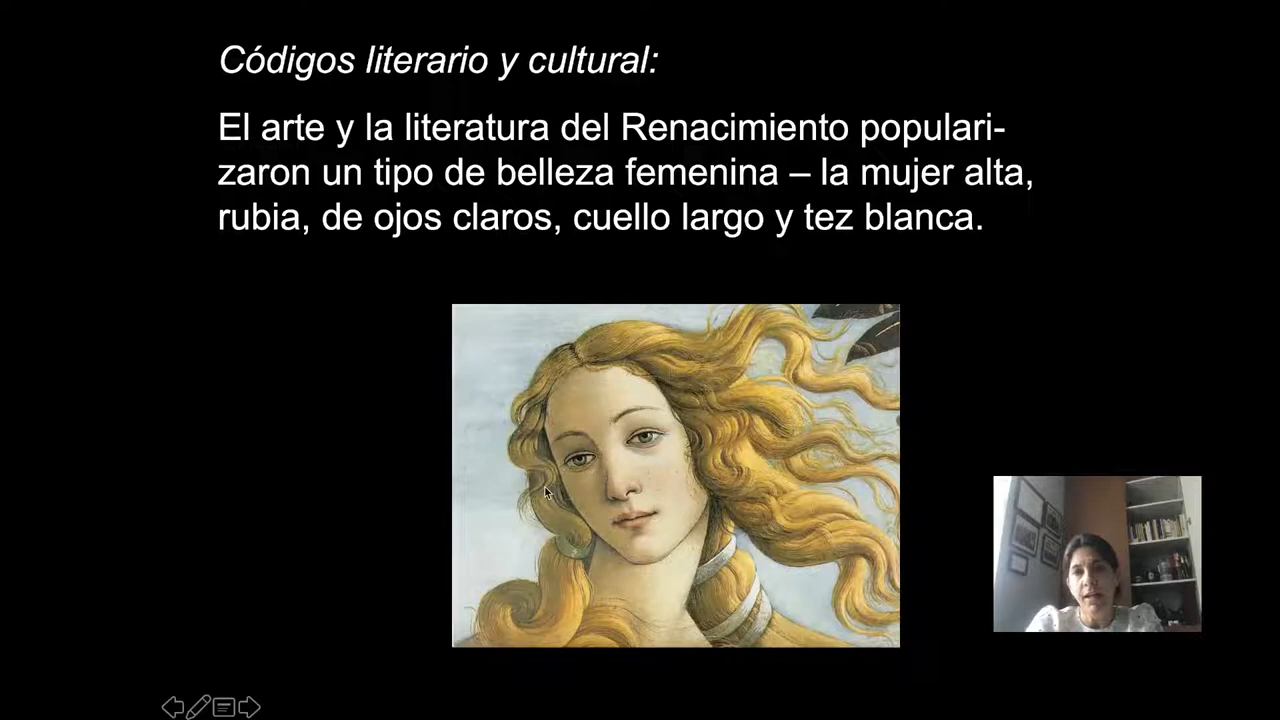 Códigos literario y cultural:
El arte y la literatura del Renacimiento populari-
zaron un tipo de belleza femenina – la mujer alta,
rubia, de ojos claros, cuello largo y tez blanca.